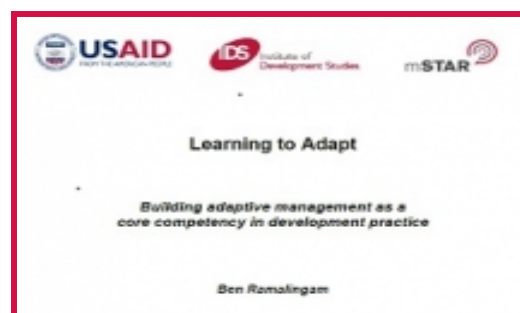 USAID
FROM THE AMERICAN PEOPLE
IDS Institute of
Development Studies
mSTAR
Learning to Adapt
Building adaptive management as a
core competency in development practice
Ben Ramalingam